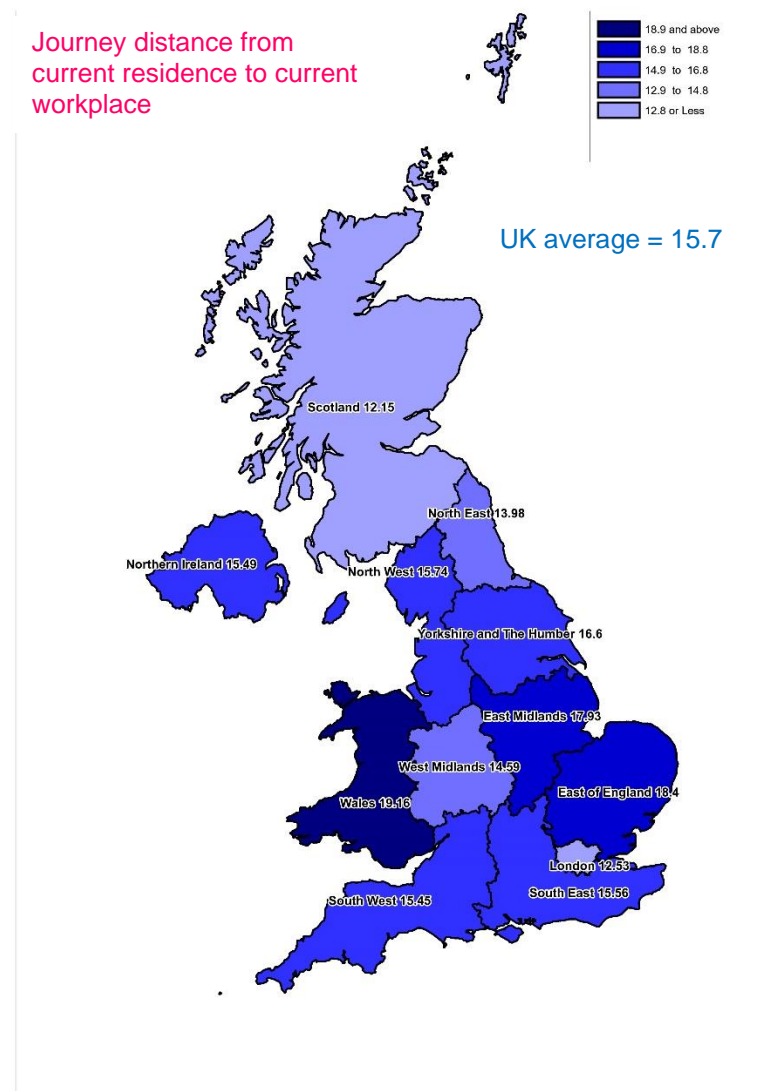 Journey distance from
current residence to current
workplace
18.9 and above
16.9 to 18.8
14.9 to 16.8
12.9 to 14.8
12.8 or Less
UK average = 15.7
Scotland 12.15
North East 13.98
Northern Ireland 15.49
North West 15.74
Yorkshire and The Humber 16.6
East Midlands 17.93
West Midlands 14.59
East of England 18.4
Wales 19.16
London 12.53
South East 15.56
South West 15.45